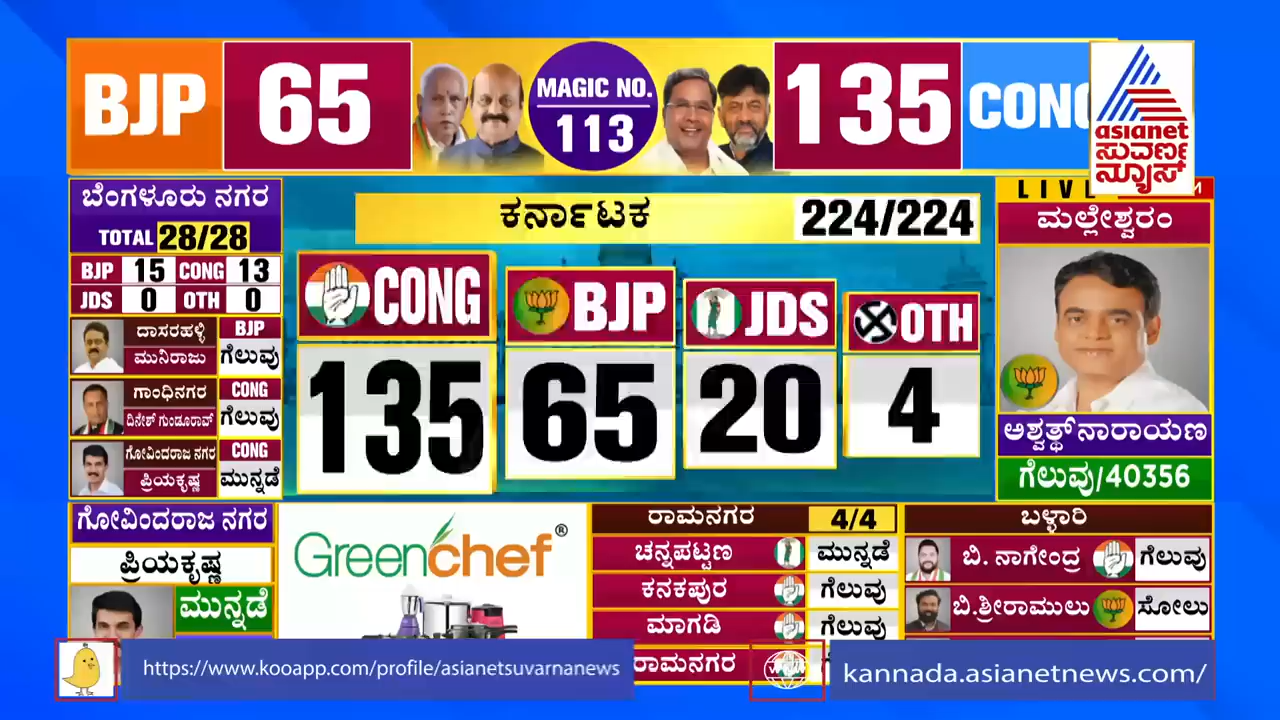 BJP 65 MAGIC NO. 113 135 CONG
asianet ಸುವರ್ಣ ನ್ಯೂಸ್
LIVE
ಬೆಂಗಳೂರು ನಗರ
TOTAL 28/28
BJP 15 CONG 13
JDS 0 OTH 0
ದಾಸರಹಳ್ಳಿ BJP
ಮುನಿರಾಜು ಗೆಲುವು
ಗಾಂಧಿನಗರ CONG
ದಿನೇಶ್ ಗುಂಡೂರಾವ್ ಗೆಲುವು
ಗೋವಿಂದರಾಜ ನಗರ CONG
ಪ್ರಿಯಕೃಷ್ಣ ಮುನ್ನಡೆ
ಕರ್ನಾಟಕ 224/224
CONG BJP JDS OTH
135 65 20 4
ಮಲ್ಲೇಶ್ವರಂ
ಅಶ್ವತ್ಥ್‌ನಾರಾಯಣ
ಗೆಲುವು/40356
ಗೋವಿಂದರಾಜ ನಗರ
ಪ್ರಿಯಕೃಷ್ಣ
ಮುನ್ನಡೆ
Greenchef®
ರಾಮನಗರ 4/4
ಚನ್ನಪಟ್ಟಣ ಮುನ್ನಡೆ
ಕನಕಪುರ ಗೆಲುವು
ಮಾಗಡಿ ಗೆಲುವು
ರಾಮನಗರ
ಬಳ್ಳಾರಿ
ಬಿ. ನಾಗೇಂದ್ರ ಗೆಲುವು
ಬಿ.ಶ್ರೀರಾಮುಲು ಸೋಲು
https://www.kooapp.com/profile/asianetsuvarnanews
kannada.asianetnews.com/